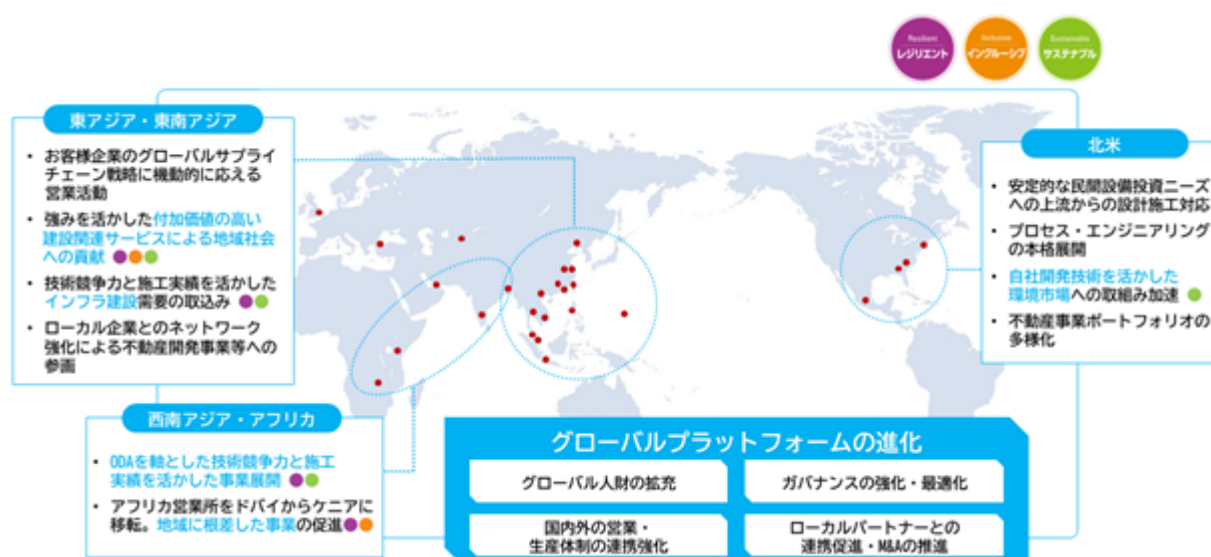 Resilient
レジリエント
Inclusive
インクルーシブ
Sustainable
サステナブル
東アジア・東南アジア
・ お客様企業のグローバルサプライ
チェーン戦略に機動的に応える
営業活動
・ 強みを活かした付加価値の高い
建設関連サービスによる地域社会
への貢献
・ 技術競争力と施工実績を活かした
インフラ建設需要の取込み
・ ローカル企業とのネットワーク
強化による不動産開発事業等への
参画
北米
・ 安定的な民間設備投資ニーズ
への上流からの設計施工対応
・ プロセス・エンジニアリング
の本格展開
・ 自社開発技術を活かした
環境市場への取組み加速
・ 不動産事業ポートフォリオの
多様化
西南アジア・アフリカ
・ ODAを軸とした技術競争力と施工
実績を活かした事業展開
・ アフリカ営業所をドバイからケニアに
移転。地域に根差した事業の促進
グローバルプラットフォームの進化
グローバル人財の拡充
ガバナンスの強化・最適化
国内外の営業・
生産体制の連携強化
ローカルパートナーとの
連携促進・M&Aの推進